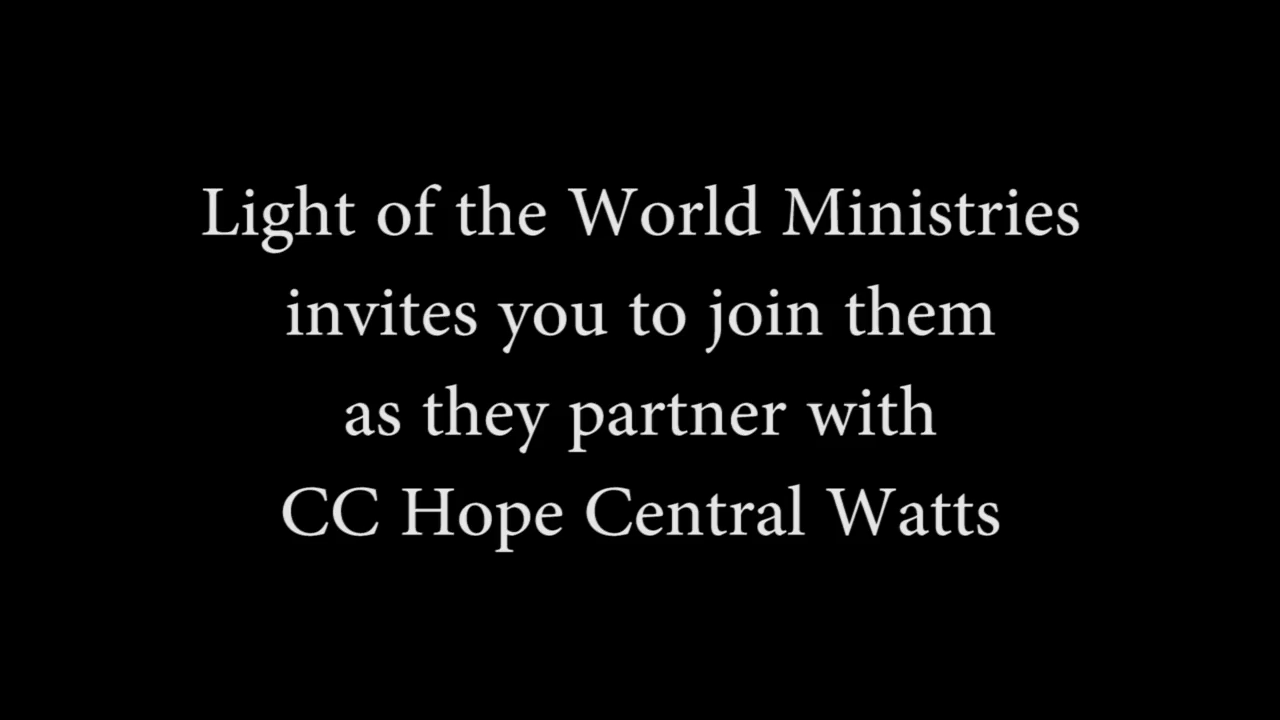 Light of the World Ministries
invites you to join them
as they partner with
CC Hope Central Watts